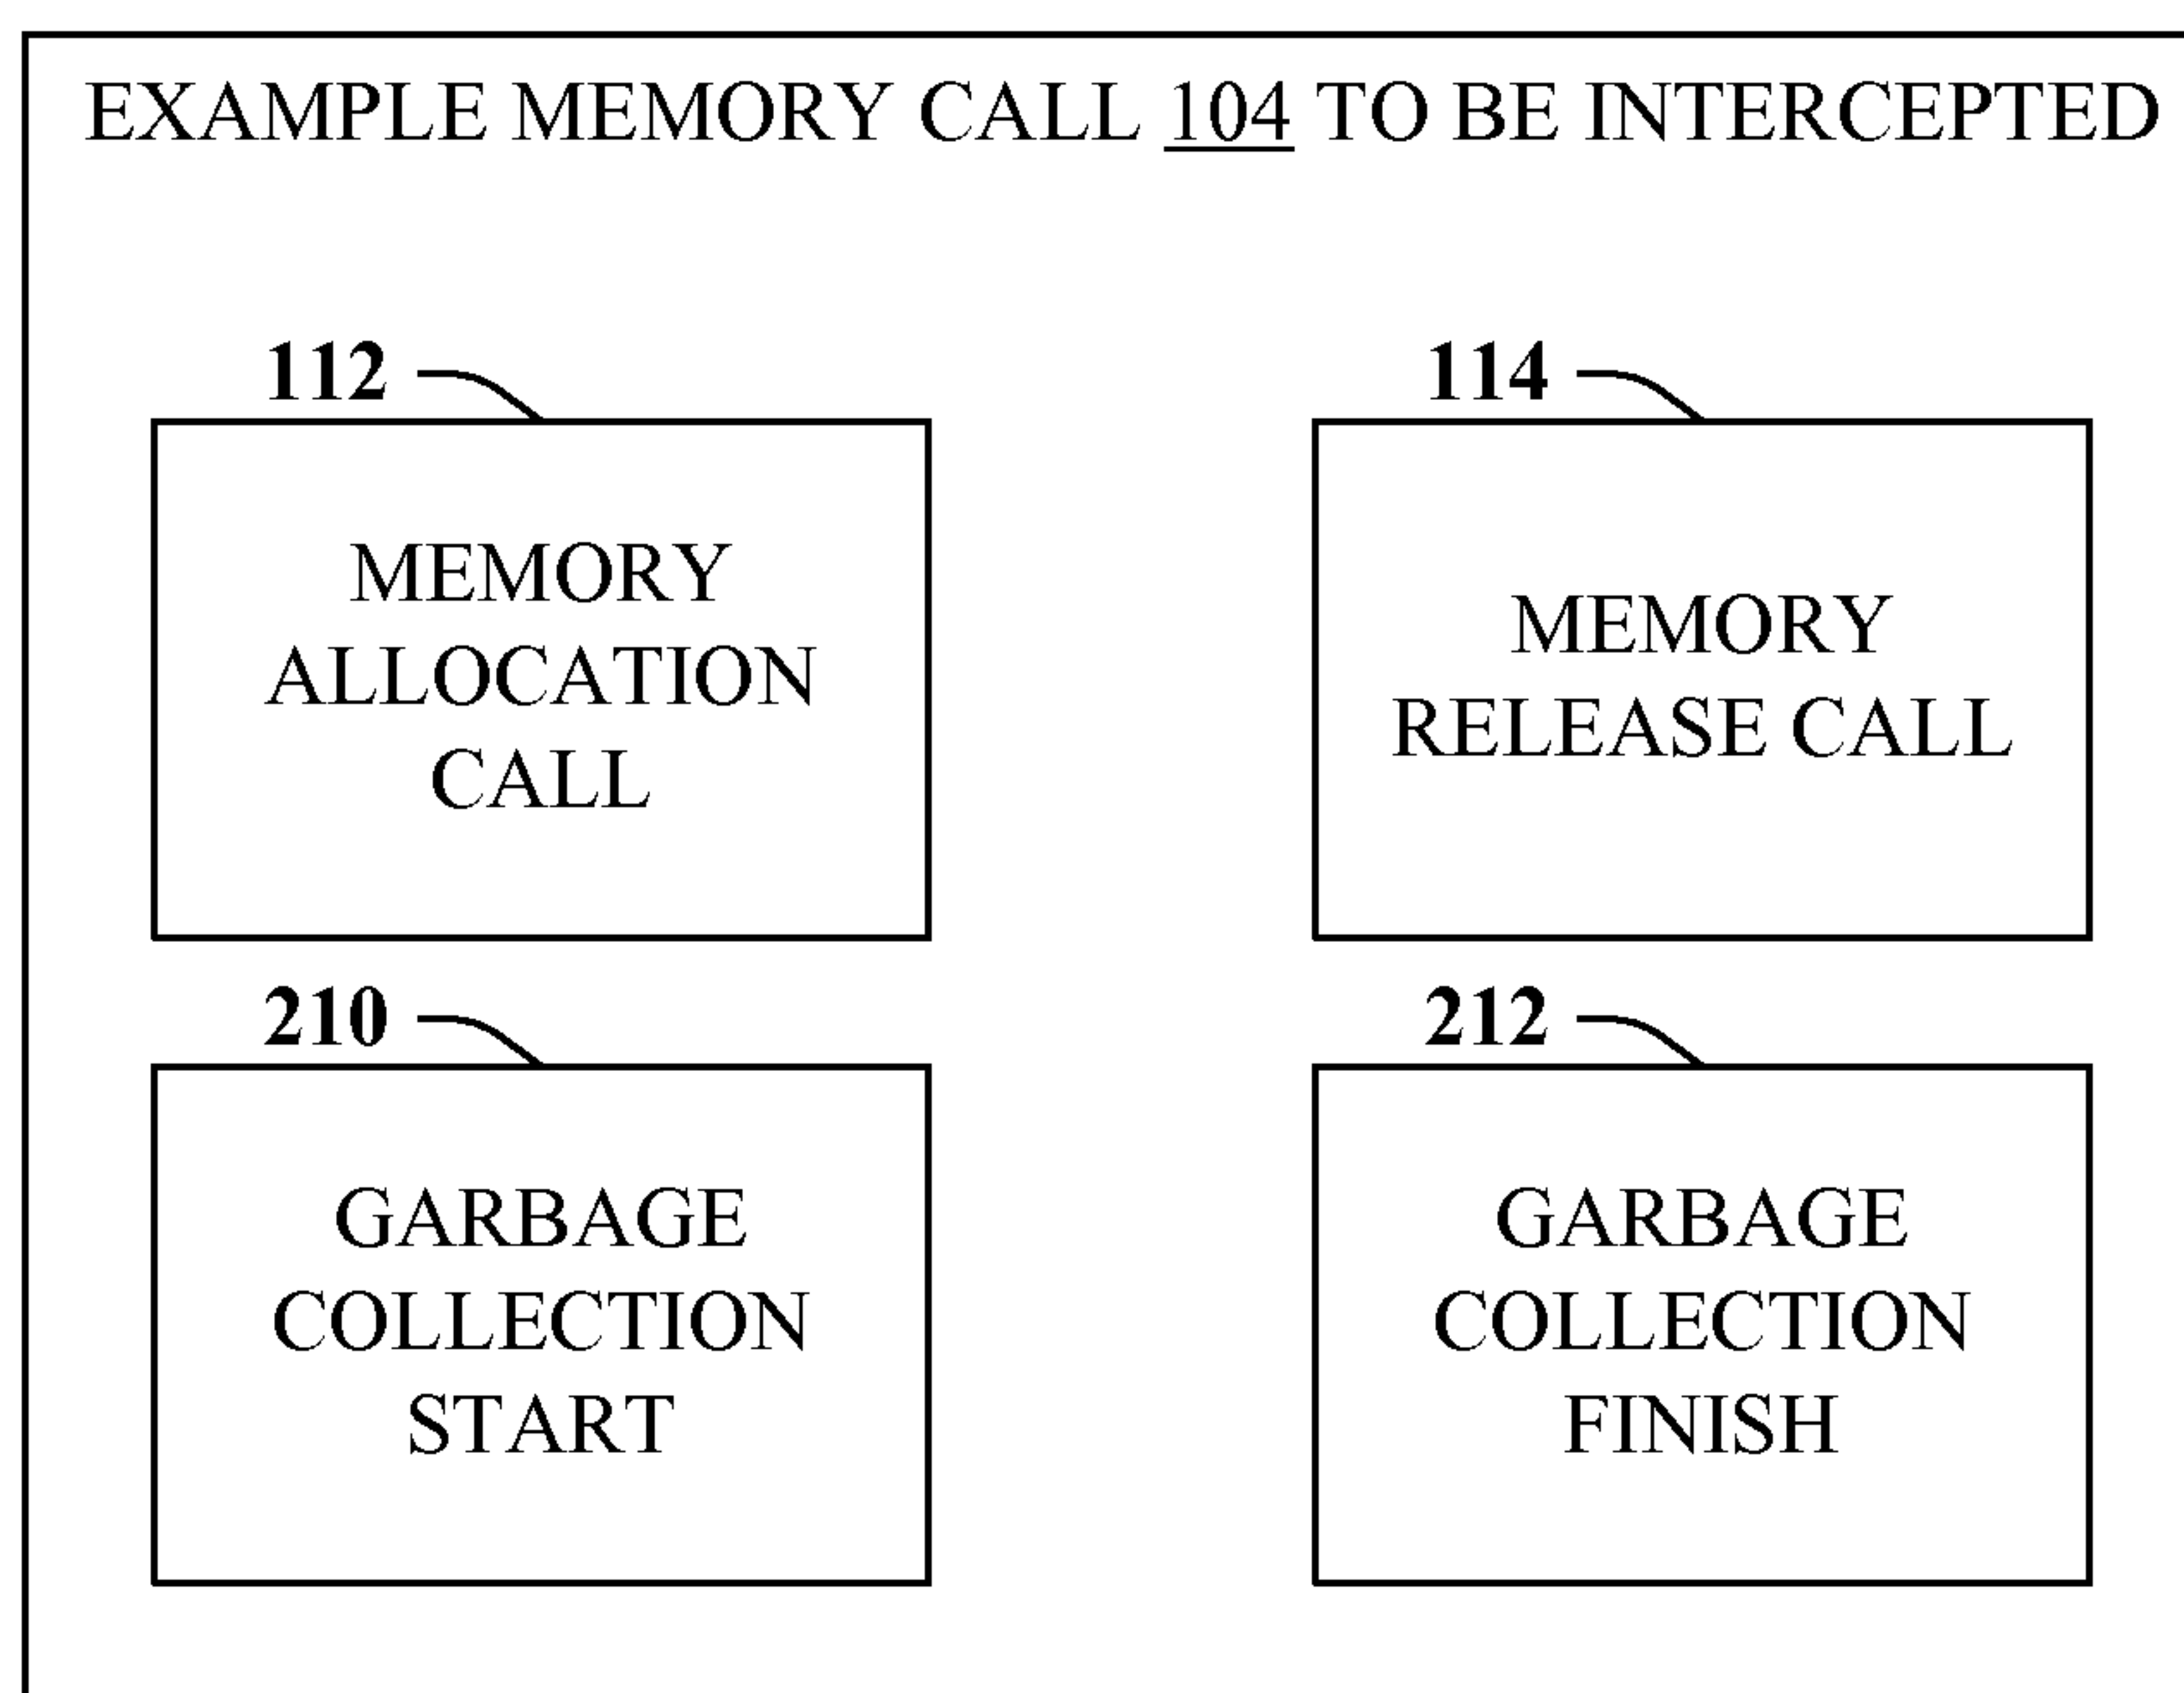 EXAMPLE MEMORY CALL 104 TO BE INTERCEPTED
112
MEMORY
ALLOCATION
CALL
114
MEMORY
RELEASE CALL
210
GARBAGE
COLLECTION
START
212
GARBAGE
COLLECTION
FINISH